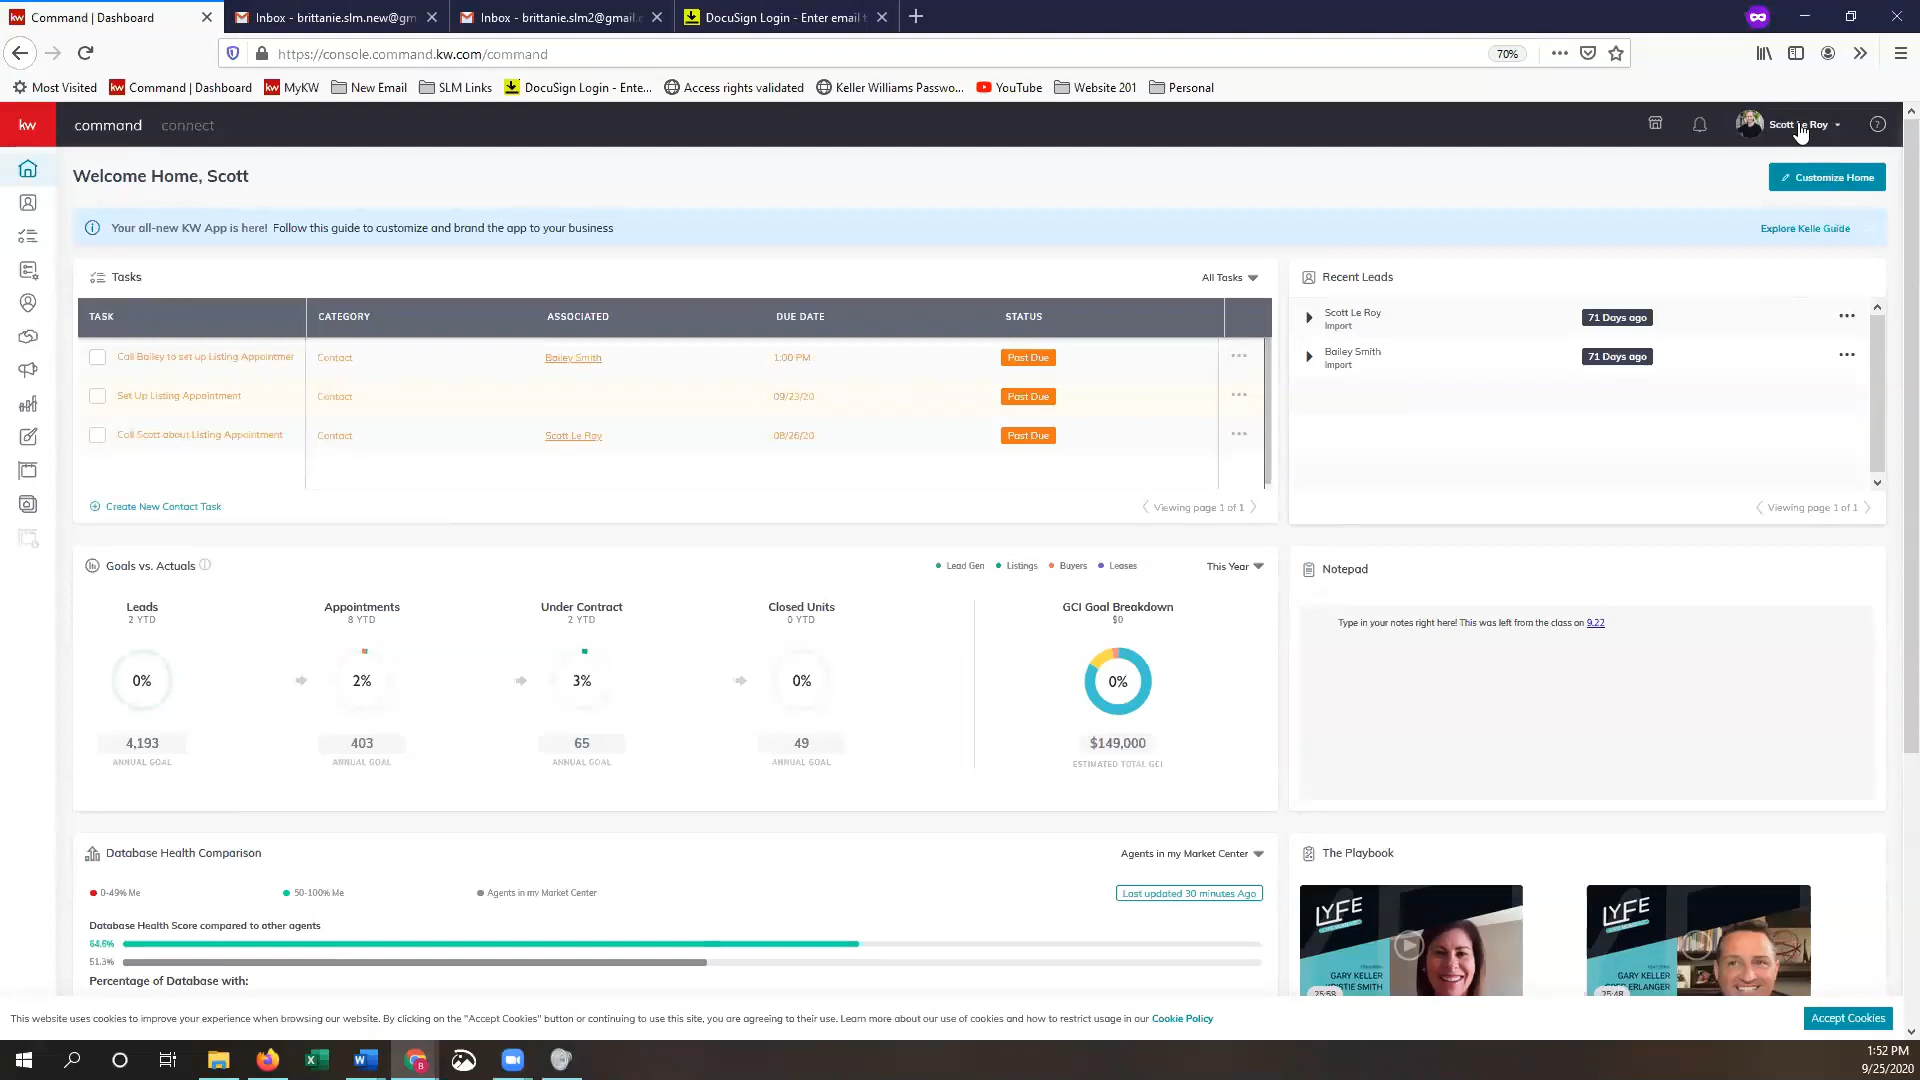 Command | Dashboard
Inbox - brittanie.slm.new@gm
Inbox - brittanie.slm2@gmail.
DocuSign Login - Enter email t
https://console.command.kw.com/command
70%
Most Visited
Command | Dashboard
MyKW
New Email
SLM Links
DocuSign Login - Ente...
Access rights validated
Keller Williams Passwo...
YouTube
Website 201
Personal
kw
command
connect
Scott Le Roy
Welcome Home, Scott
Customize Home
Your all-new KW App is here! Follow this guide to customize and brand the app to your business
Explore Kelle Guide
Tasks
All Tasks
TASK CATEGORY ASSOCIATED DUE DATE STATUS
Call Bailey to set up Listing Appointmer Contact Bailey Smith 1:00 PM Past Due
Set Up Listing Appointment Contact 09/23/20 Past Due
Call Scott about Listing Appointment Contact Scott Le Roy 08/26/20 Past Due
Create New Contact Task
Viewing page 1 of 1
Recent Leads
Scott Le Roy
Import
71 Days ago
Bailey Smith
Import
71 Days ago
Viewing page 1 of 1
Goals vs. Actuals
Lead Gen Listings Buyers Leases
This Year
Leads Appointments Under Contract Closed Units GCI Goal Breakdown
2 YTD 8 YTD 2 YTD 0 YTD $0
0% 2% 3% 0% 0%
4,193 403 65 49 $149,000
ANNUAL GOAL ANNUAL GOAL ANNUAL GOAL ANNUAL GOAL ESTIMATED TOTAL GCI
Notepad
Type in your notes right here! This was left from the class on 9.22
Database Health Comparison
Agents in my Market Center
0-49% Me 50-100% Me Agents in my Market Center
Last updated 30 minutes Ago
Database Health Score compared to other agents
64.6%
51.3%
Percentage of Database with:
The Playbook
LYFE
GARY KELLER
KRISTIE SMITH
25:58
LYFE
GARY KELLER
GREG ERLANGER
25:48
This website uses cookies to improve your experience when browsing our website. By clicking on the "Accept Cookies" button or continuing to use this site, you are agreeing to their use. Learn more about our use of cookies and how to restrict usage in our Cookie Policy
Accept Cookies
1:52 PM
9/25/2020